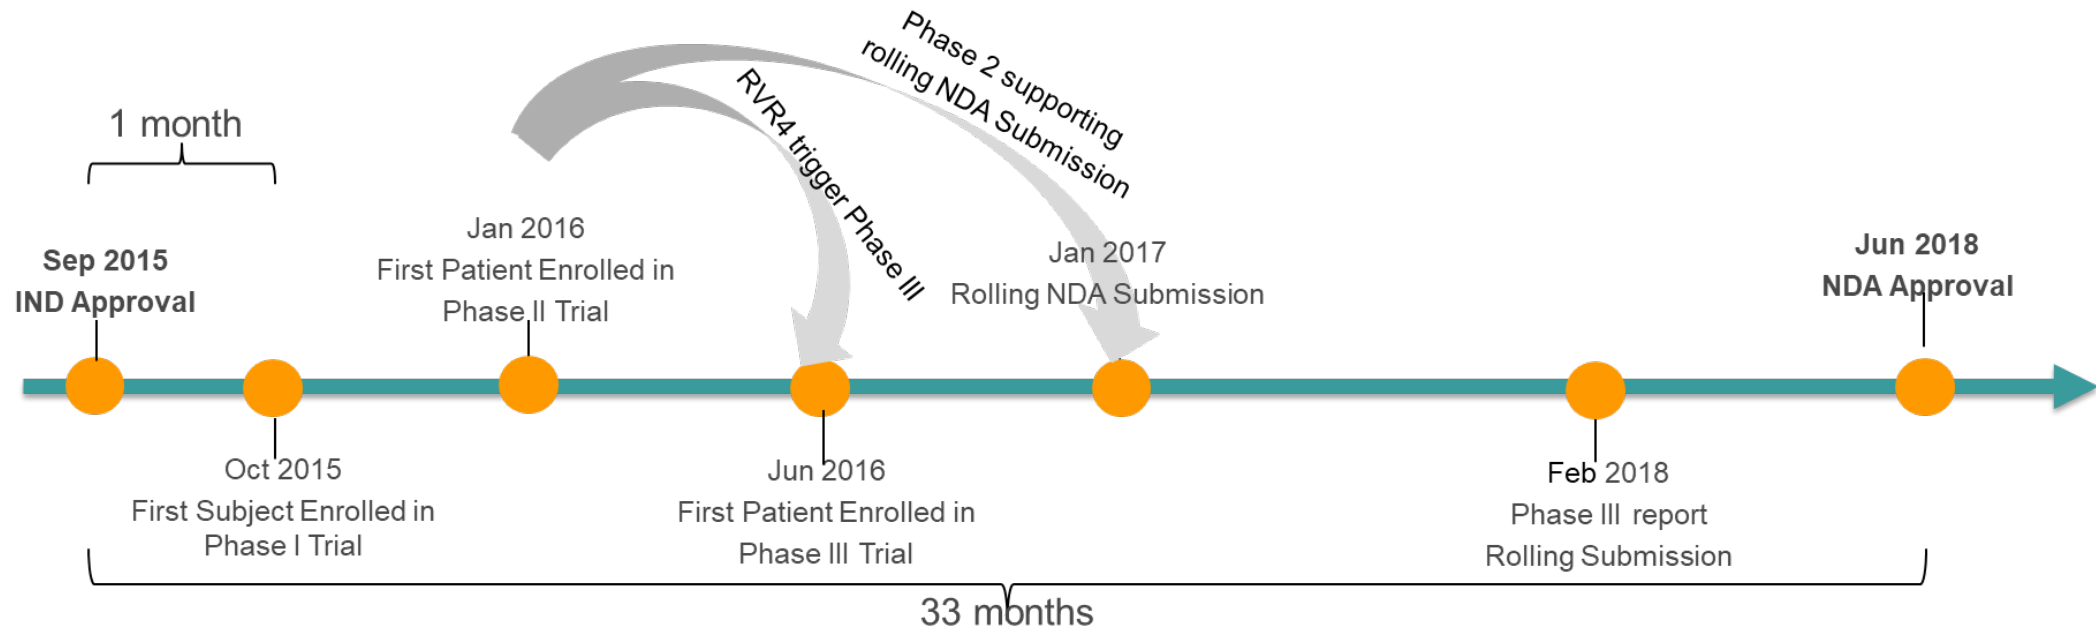 Phase 2 supporting
rolling NDA Submission
RVR4 trigger Phase III
1 month
Sep 2015
IND Approval
Jan 2016
First Patient Enrolled in
Phase II Trial
Jan 2017
Rolling NDA Submission
Jun 2018
NDA Approval
Oct 2015
First Subject Enrolled in
Phase I Trial
Jun 2016
First Patient Enrolled in
Phase III Trial
Feb 2018
Phase III report
Rolling Submission
33 months